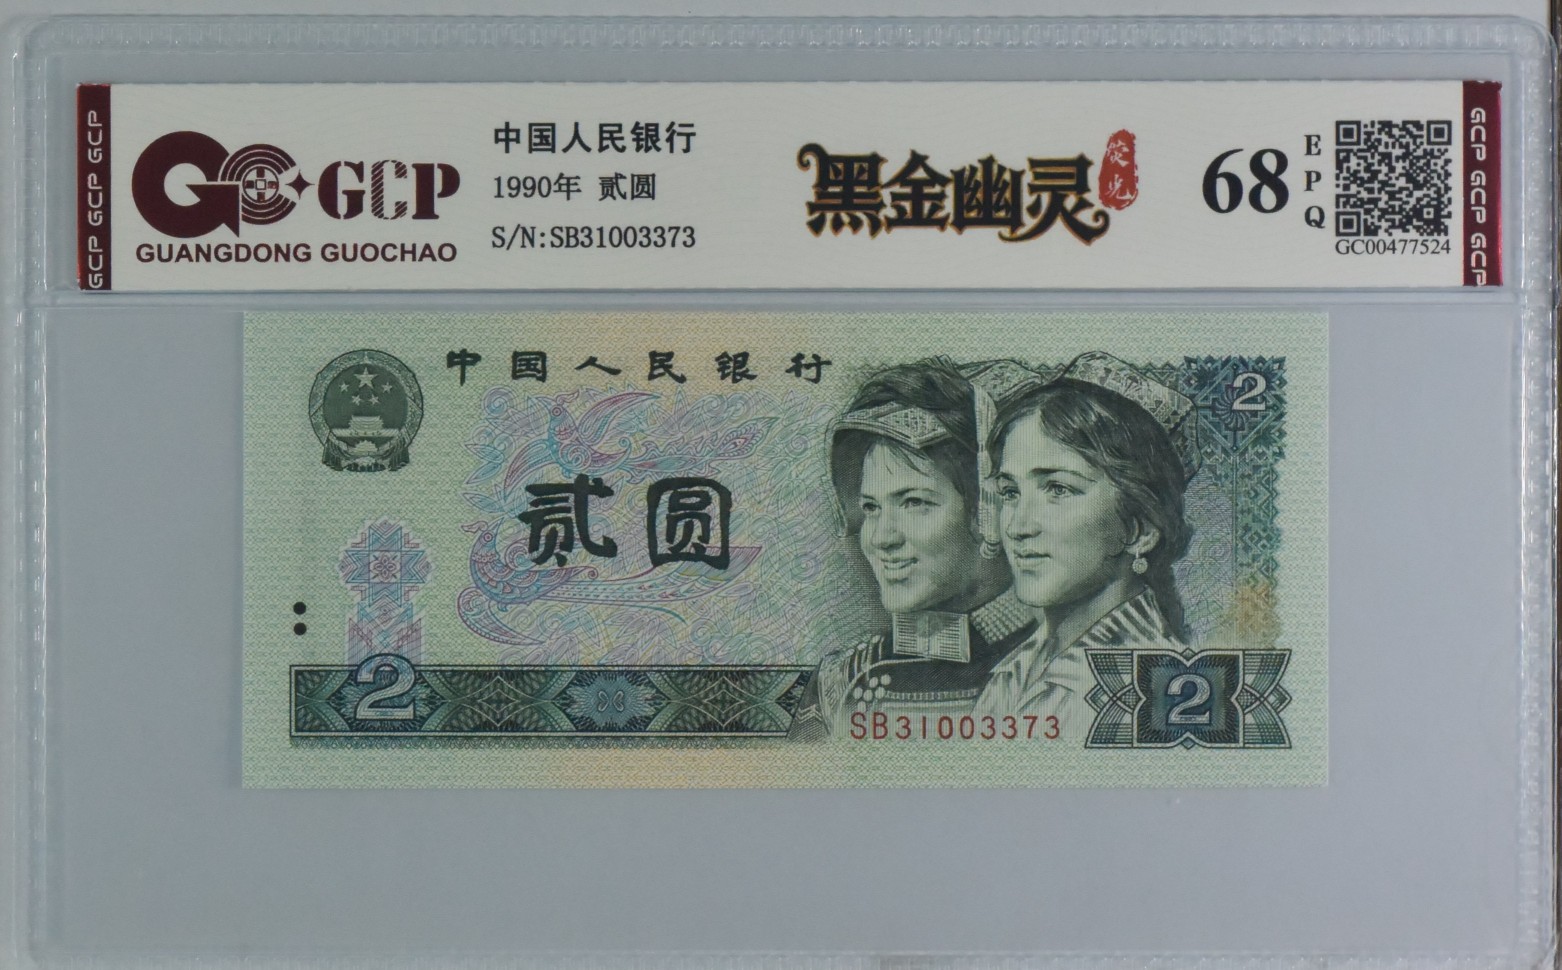 GCP GCP GCP
GCP
GUANGDONG GUOCHAO
中国人民银行
1990年 贰圆
S/N:SB31003373
黑金幽灵
荧光
68
EPQ
GC00477524
GCP GCP GCP
中国人民银行
2
贰圆
2
SB31003373
2